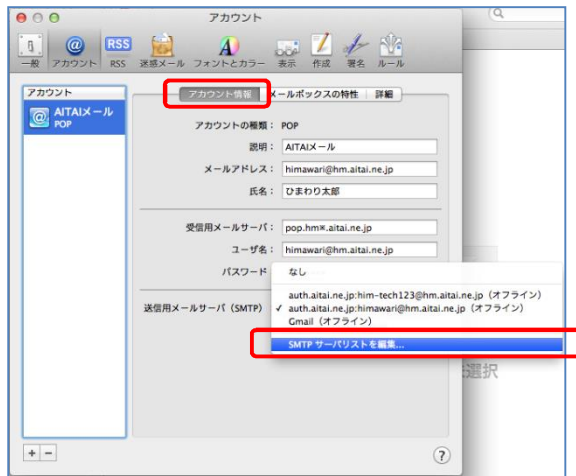 アカウント
一般 アカウント RSS 迷惑メール フォントとカラー 表示 作成 署名 ルール
アカウント
AITAIメール
POP
アカウント情報 メールボックスの特性 詳細
アカウントの種類： POP
説明： AITAIメール
メールアドレス： himawari@hm.aitai.ne.jp
氏名： ひまわり太郎
受信用メールサーバ： pop.hm※.aitai.ne.jp
ユーザ名： himawari@hm.aitai.ne.jp
パスワード
なし
auth.aitai.ne.jp:him-tech123@hm.aitai.ne.jp（オフライン）
送信用メールサーバ（SMTP） ✓ auth.aitai.ne.jp:himawari@hm.aitai.ne.jp（オフライン）
Gmail（オフライン）
SMTP サーバリストを編集...
選択